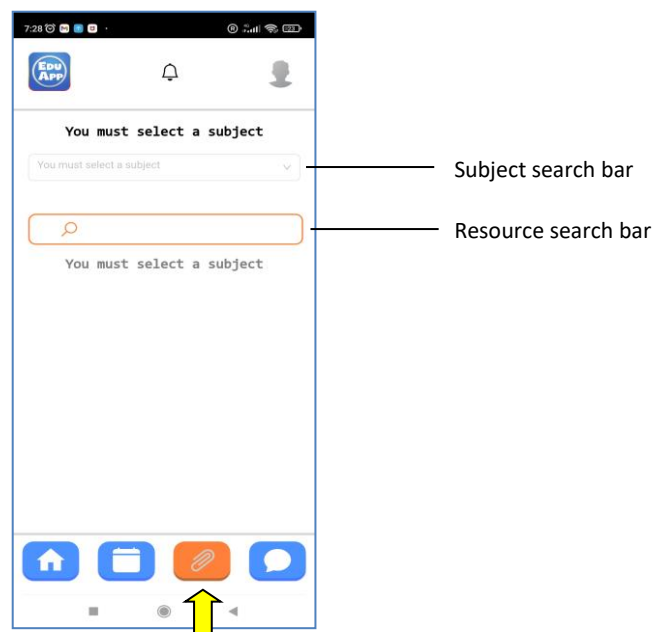 7:28
EDU
APP
You must select a subject
You must select a subject
Subject search bar
Resource search bar
You must select a subject